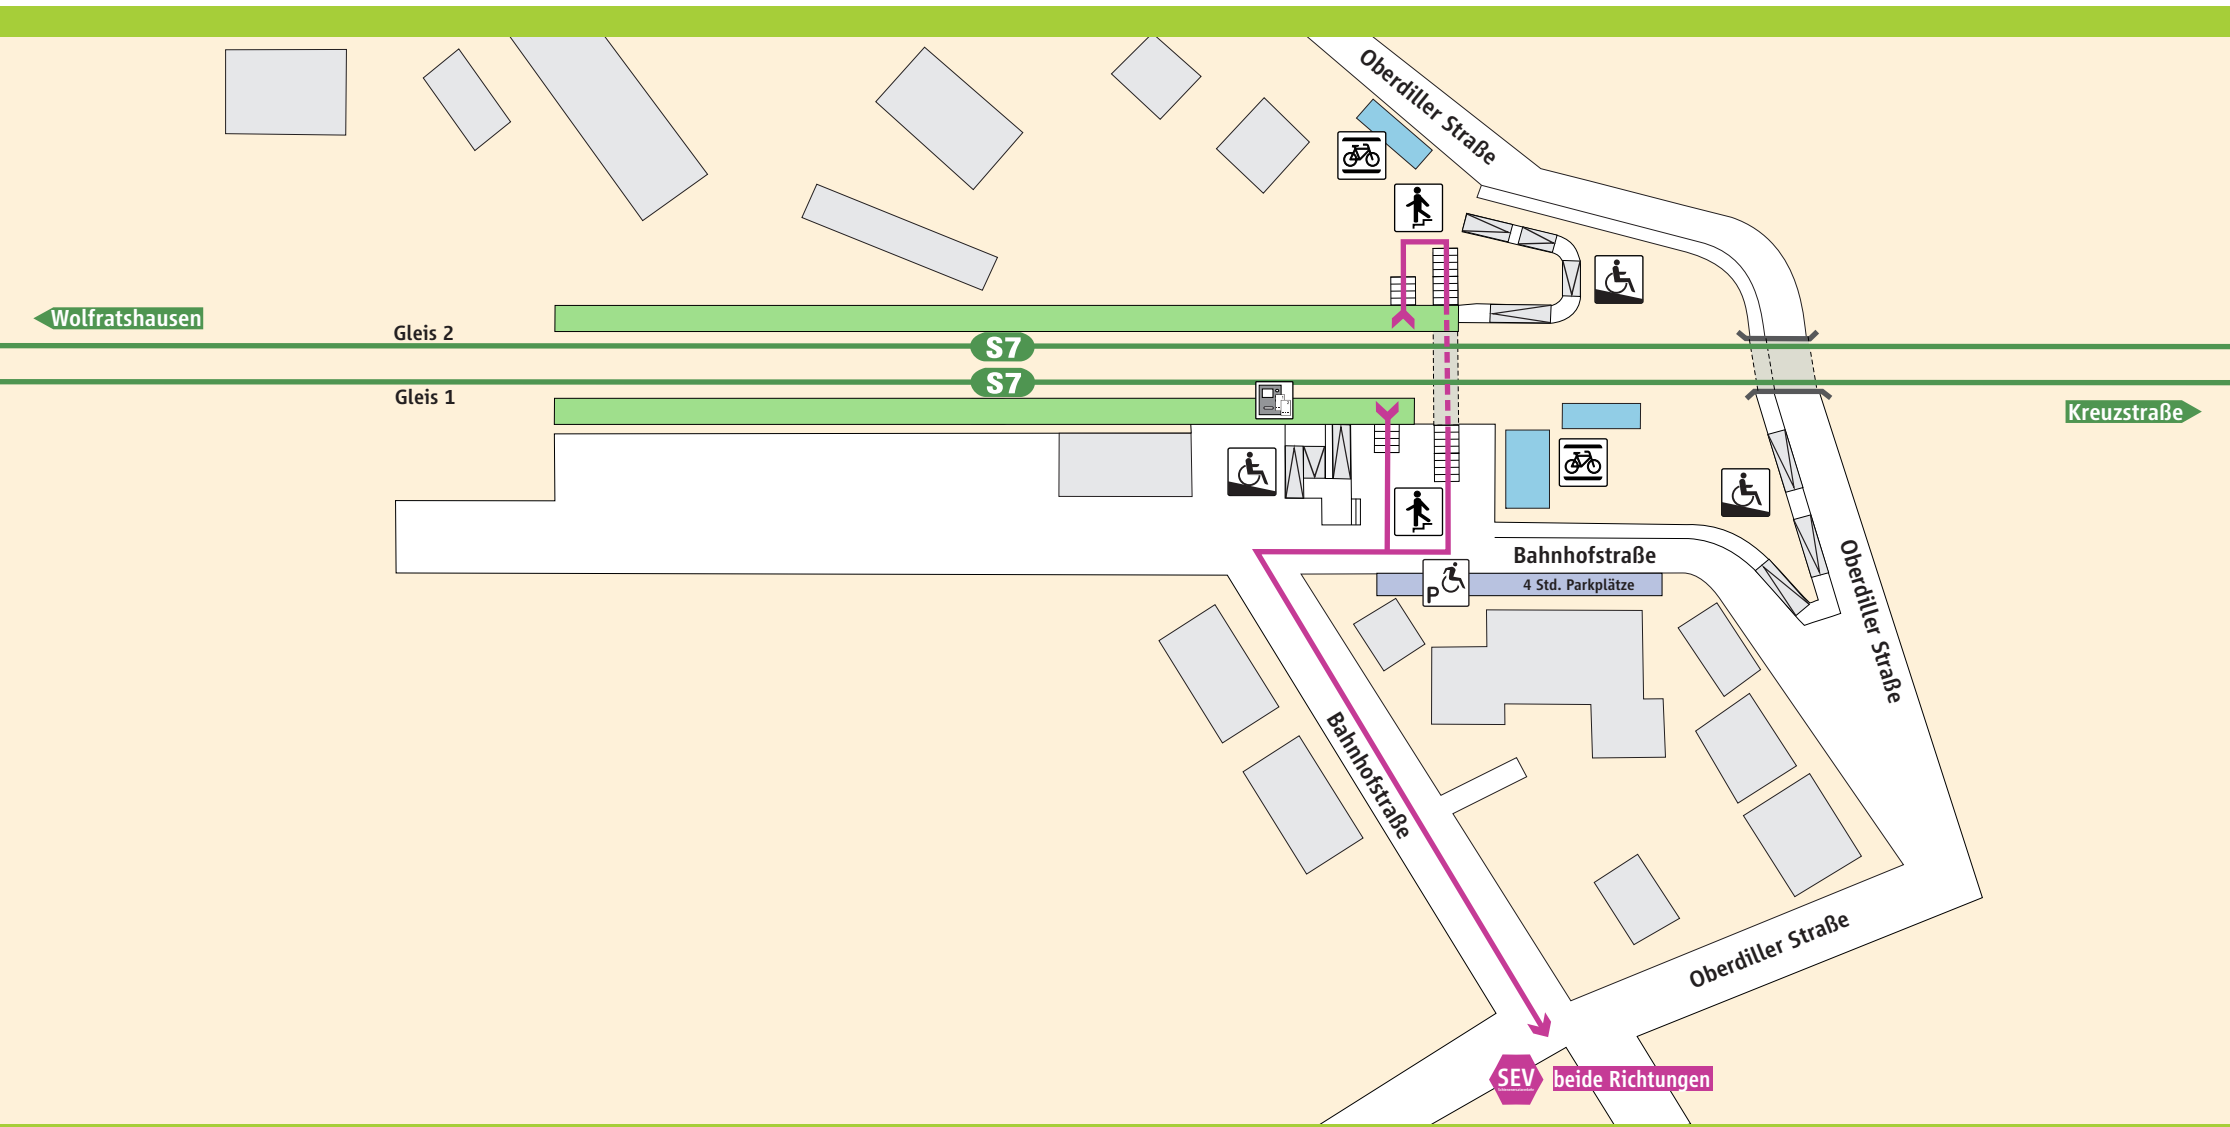 Oberdiller Straße
Wolfratshausen
Gleis 2
S7
S7
Gleis 1
Kreuzstraße
Bahnhofstraße
P
4 Std. Parkplätze
Oberdiller Straße
Bahnhofstraße
Oberdiller Straße
SEV
beide Richtungen